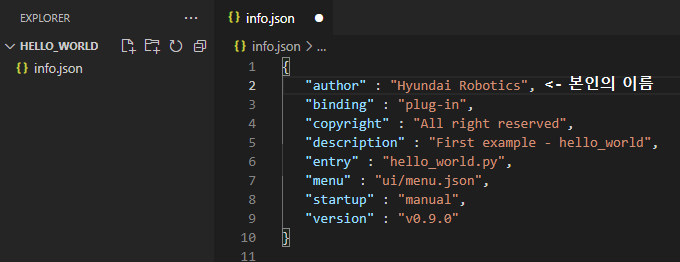 EXPLORER
HELLO_WORLD
{} info.json
{} info.json
{} info.json > ...
1 {
2 "author" : "Hyundai Robotics", <- 본인의 이름
3 "binding" : "plug-in",
4 "copyright" : "All right reserved",
5 "description" : "First example - hello_world",
6 "entry" : "hello_world.py",
7 "menu" : "ui/menu.json",
8 "startup" : "manual",
9 "version" : "v0.9.0"
10 }
11